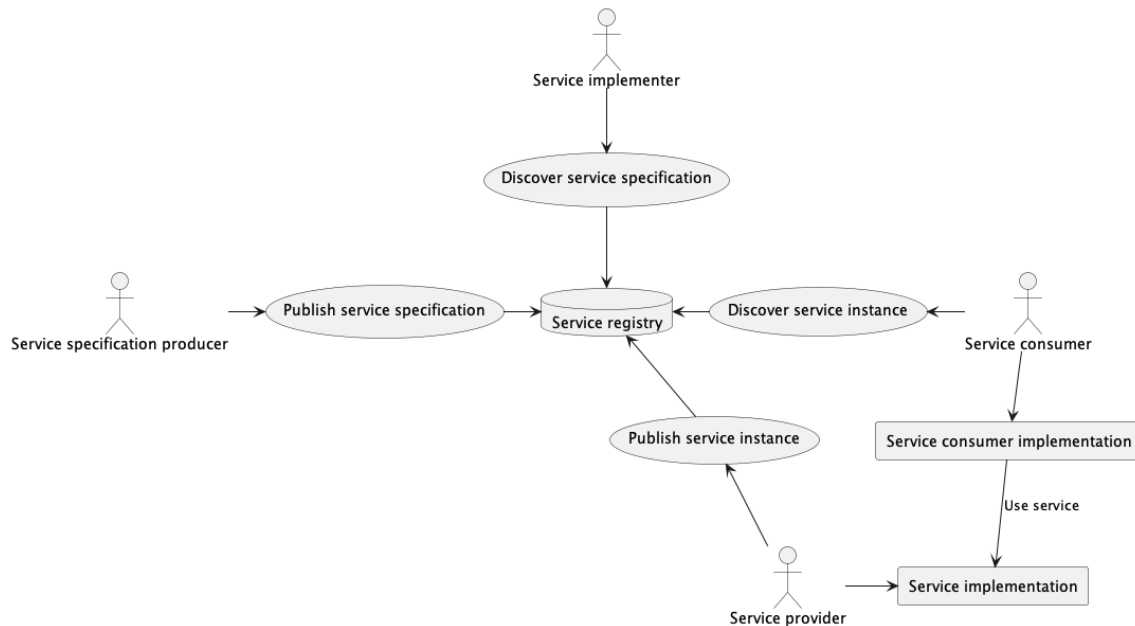 Service implementer
Discover service specification
Publish service specification
Service registry
Discover service instance
Service specification producer
Service consumer
Publish service instance
Service consumer implementation
Use service
Service implementation
Service provider